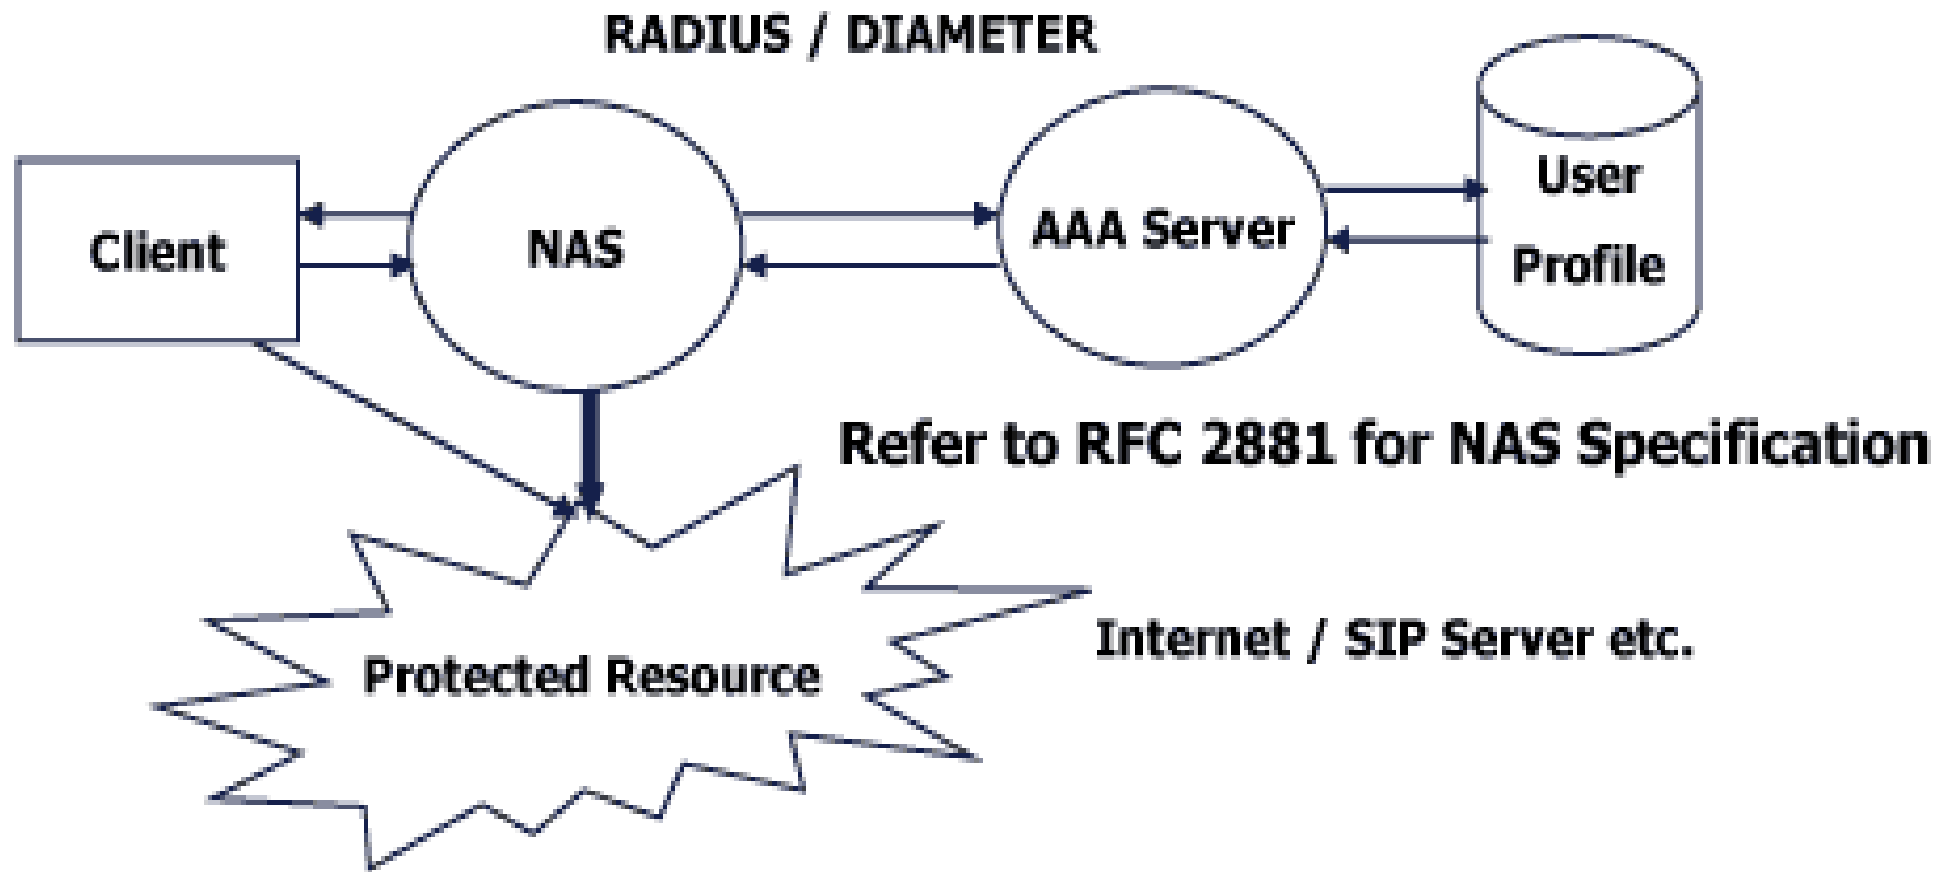 RADIUS / DIAMETER
Client
NAS
AAA Server
User
Profile
Refer to RFC 2881 for NAS Specification
Internet / SIP Server etc.
Protected Resource